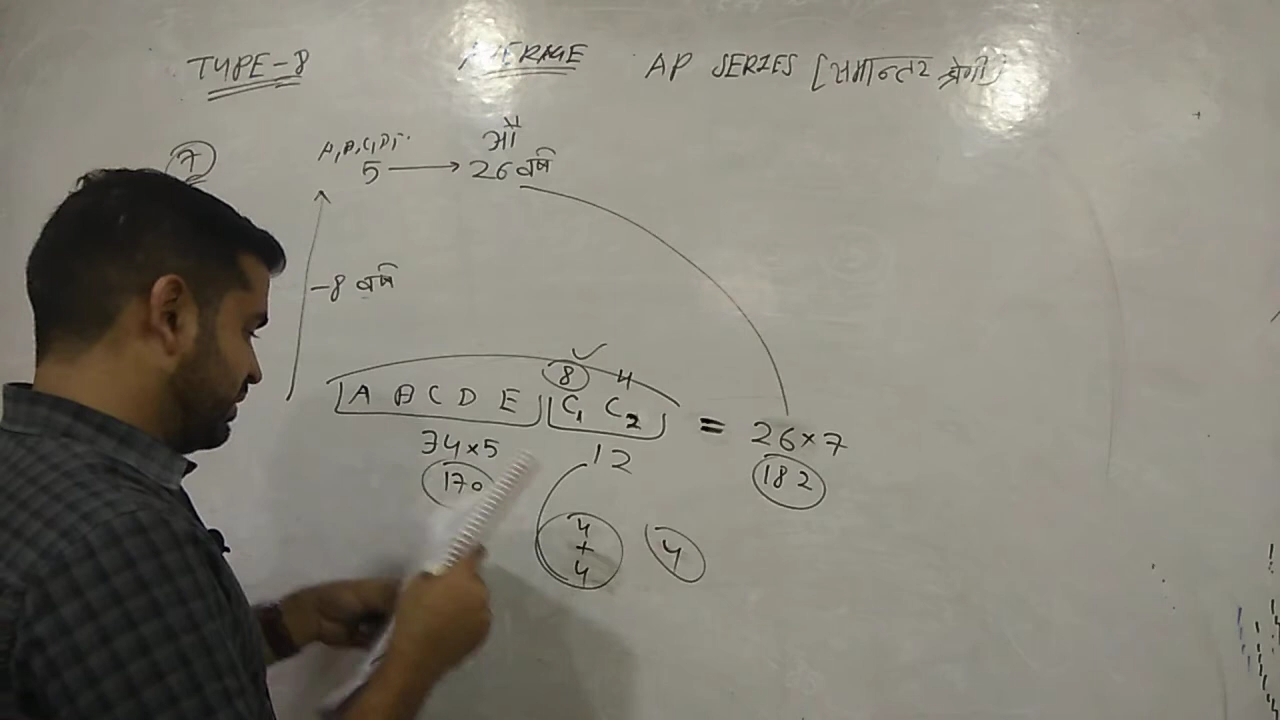 TYPE-8 AVERAGE AP SERIES [समान्तर श्रेणी]
7
A,B,C,D,
औ
5 → 26 वर्ष
-8 वर्ष
8 4
A B C D E C1 C2 = 26×7
34×5 12 182
170
4 + 4 4